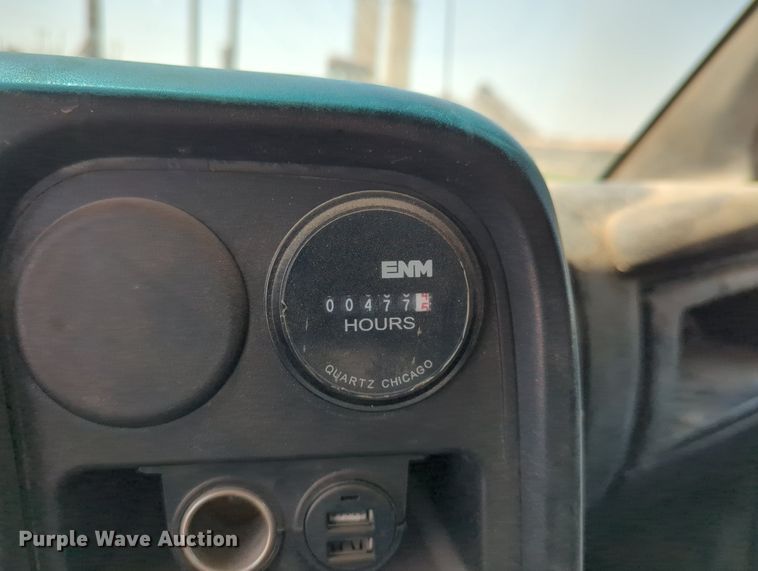 ENM
00477
HOURS
QUARTZ CHICAGO
Purple Wave Auction